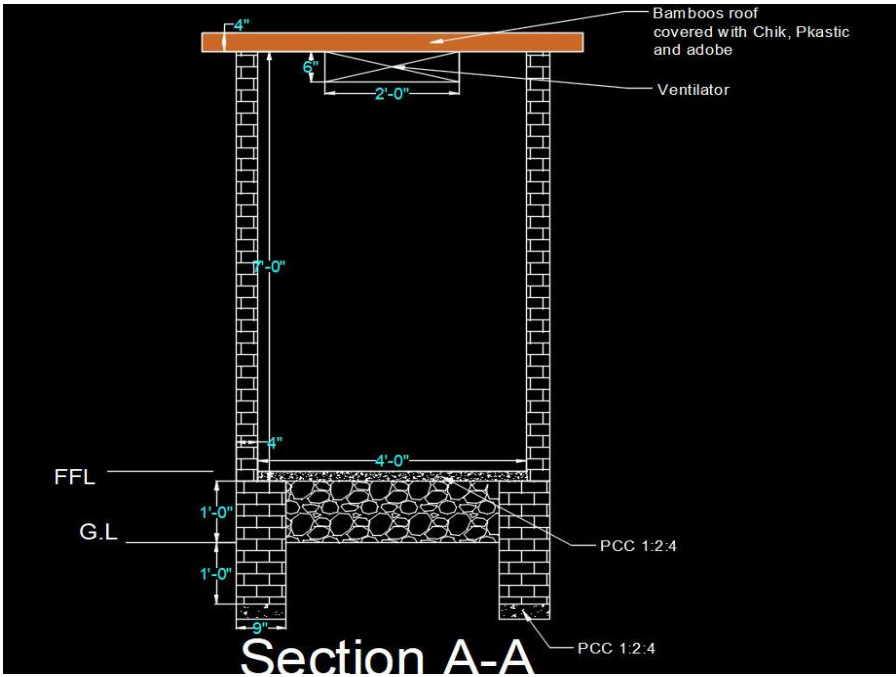 4"
Bamboos roof
covered with Chik, Pkastic
and adobe
6"
Ventilator
2'-0"
7'-0"
4"
4'-0"
FFL
1'-0"
G.L
PCC 1:2:4
1'-0"
9"
Section A-A
PCC 1:2:4